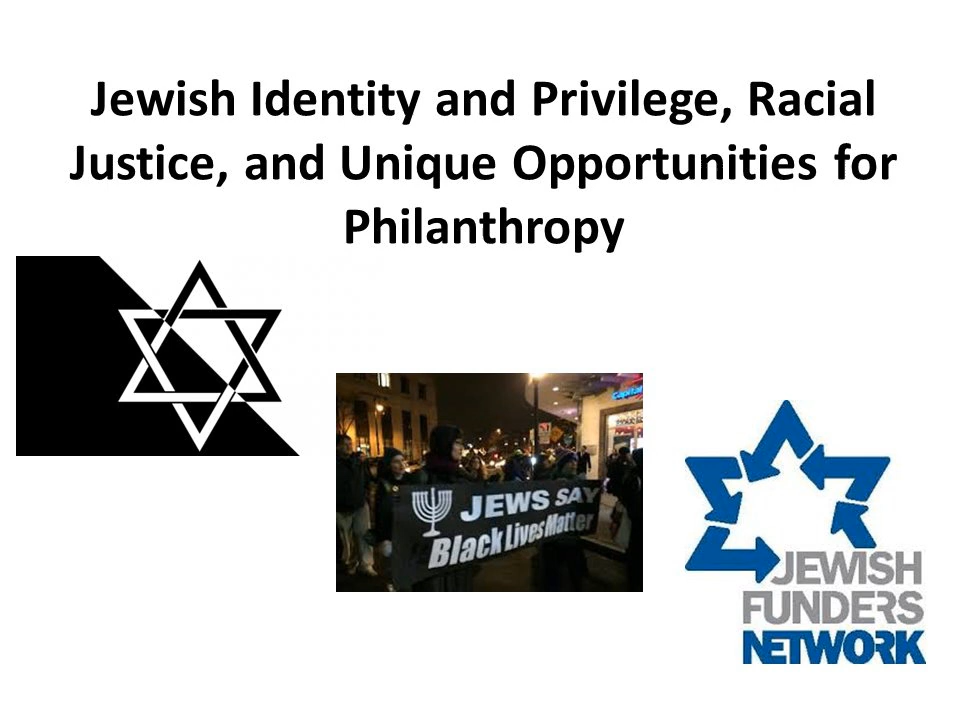 Jewish Identity and Privilege, Racial
Justice, and Unique Opportunities for
Philanthropy
JEWS SAY
Black Lives Matter
JEWISH
FUNDERS
NETWORK